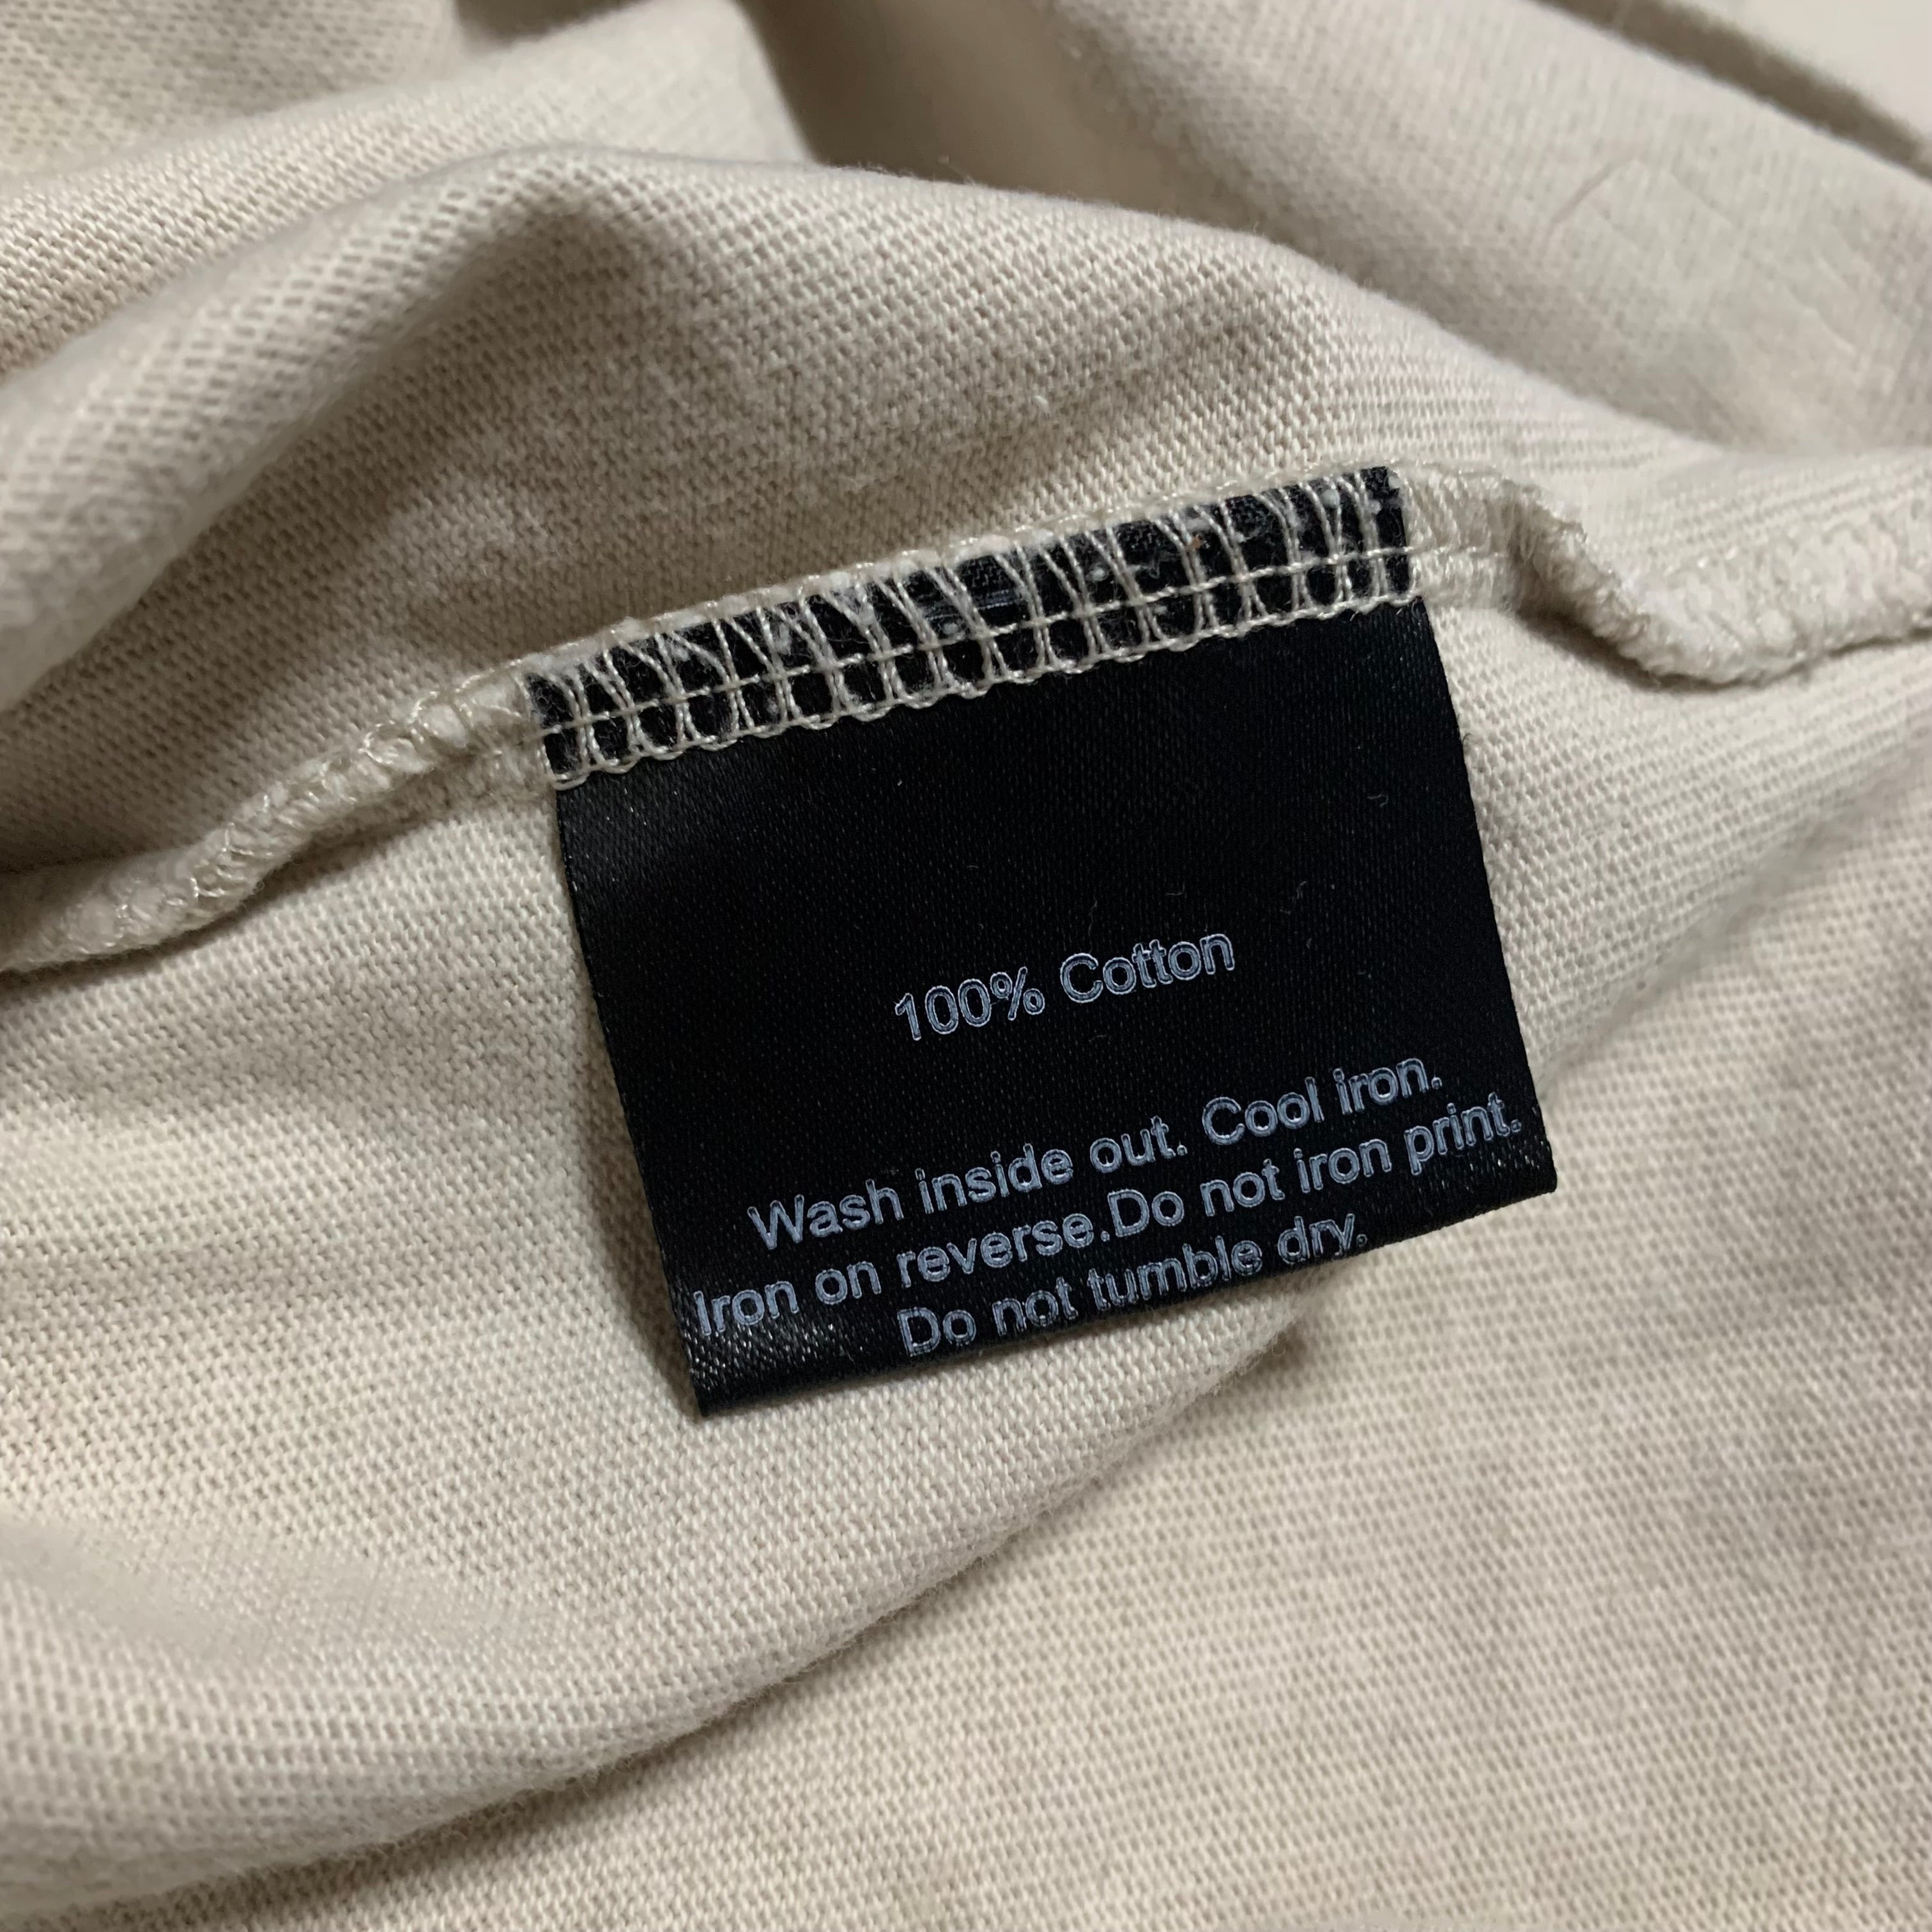 100% Cotton
Wash inside out. Cool iron.
Iron on reverse.Do not iron print.
Do not tumble dry.